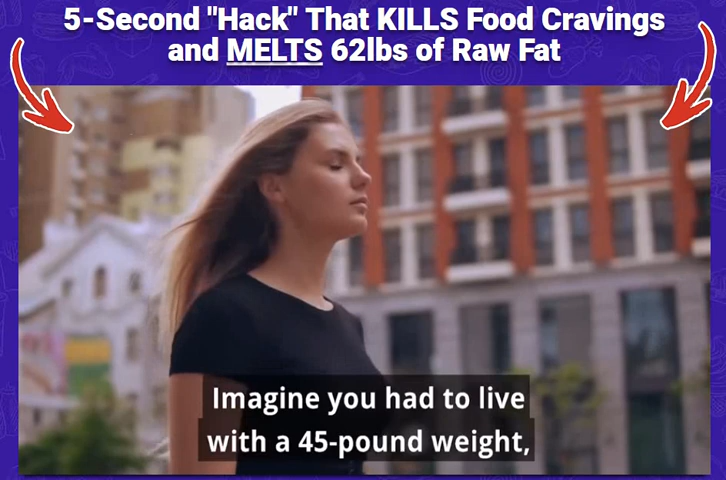 5-Second "Hack" That KILLS Food Cravings
and MELTS 62lbs of Raw Fat
Imagine you had to live
with a 45-pound weight,